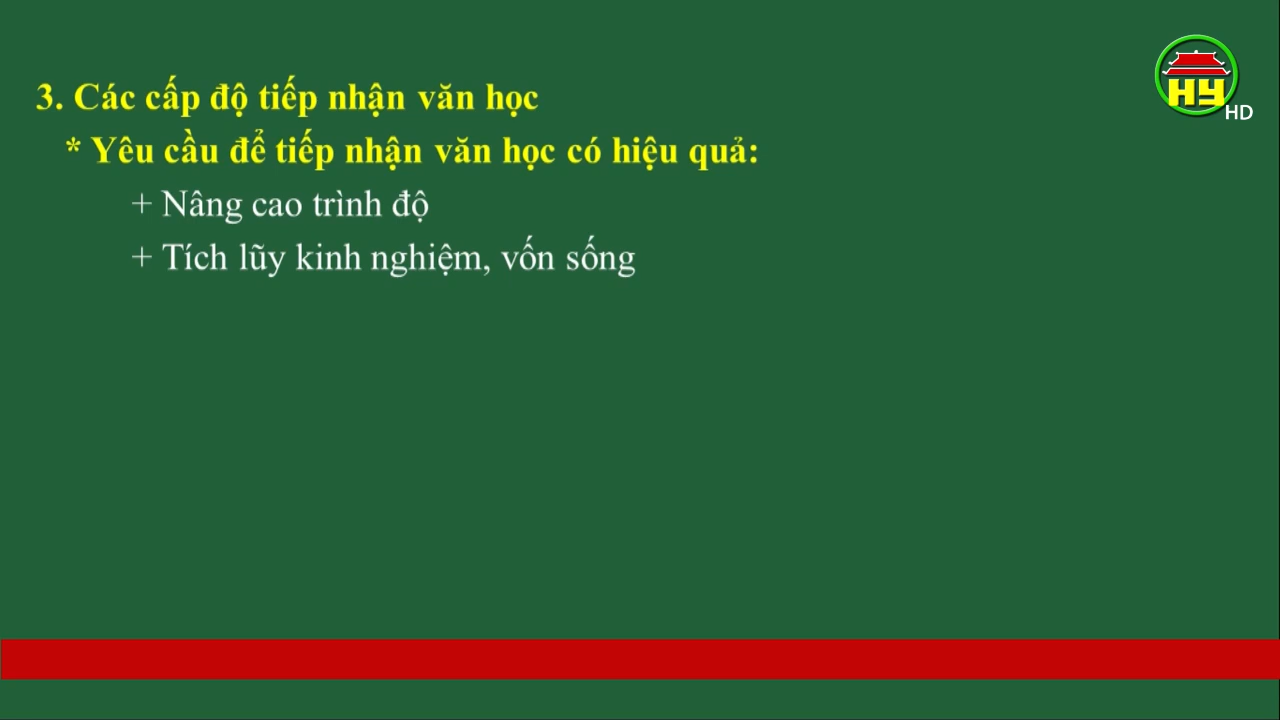 3. Các cấp độ tiếp nhận văn học
* Yêu cầu để tiếp nhận văn học có hiệu quả:
+ Nâng cao trình độ
+ Tích lũy kinh nghiệm, vốn sống
HY
HD